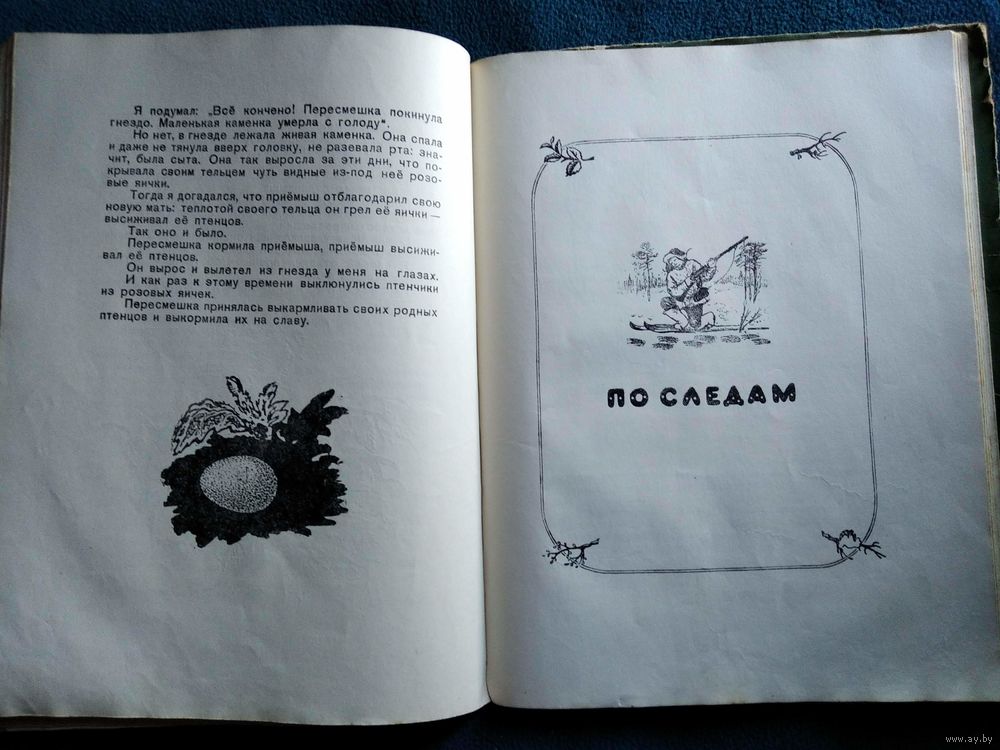 Я подумал: „Всё кончено! Пересмешка покинула
гнездо. Маленькая каменка умерла с голоду“.
Но нет, в гнезде лежала живая каменка. Она спала
и даже не тянула вверх головку, не разевала рта: зна-
чит, была сыта. Она так выросла за эти дни, что по-
крывала своим тельцем чуть видные из-под неё розо-
вые яички.
Тогда я догадался, что приёмыш отблагодарил свою
новую мать: теплотой своего тельца он грел её яички —
высиживал её птенцов.
Так оно и было.
Пересмешка кормила приёмыша, приёмыш высижи-
вал её птенцов.
Он вырос и вылетел из гнезда у меня на глазах.
И как раз к этому времени выклюнулись птенчики
из розовых яичек.
Пересмешка принялась выкармливать своих родных
птенцов и выкормила их на славу.
ПО СЛЕДАМ
www.ay.by